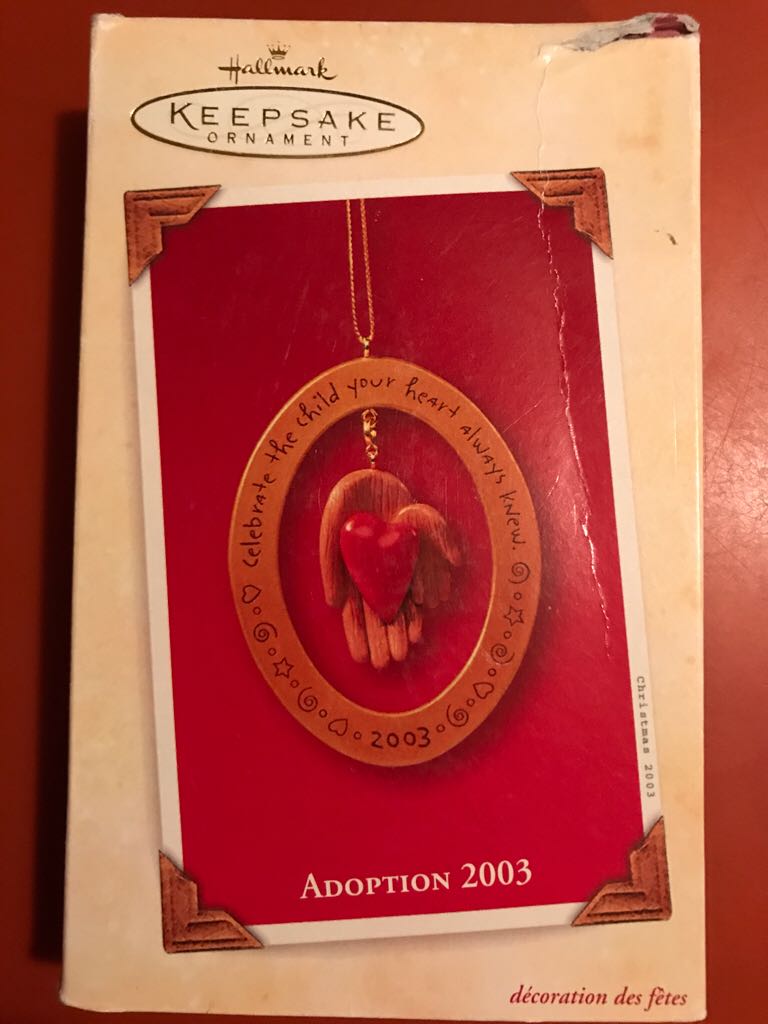 Hallmark
KEEPSAKE
ORNAMENT
Celebrate the child your heart always knew.
2003
Christmas 2003
ADOPTION 2003
décoration des fêtes